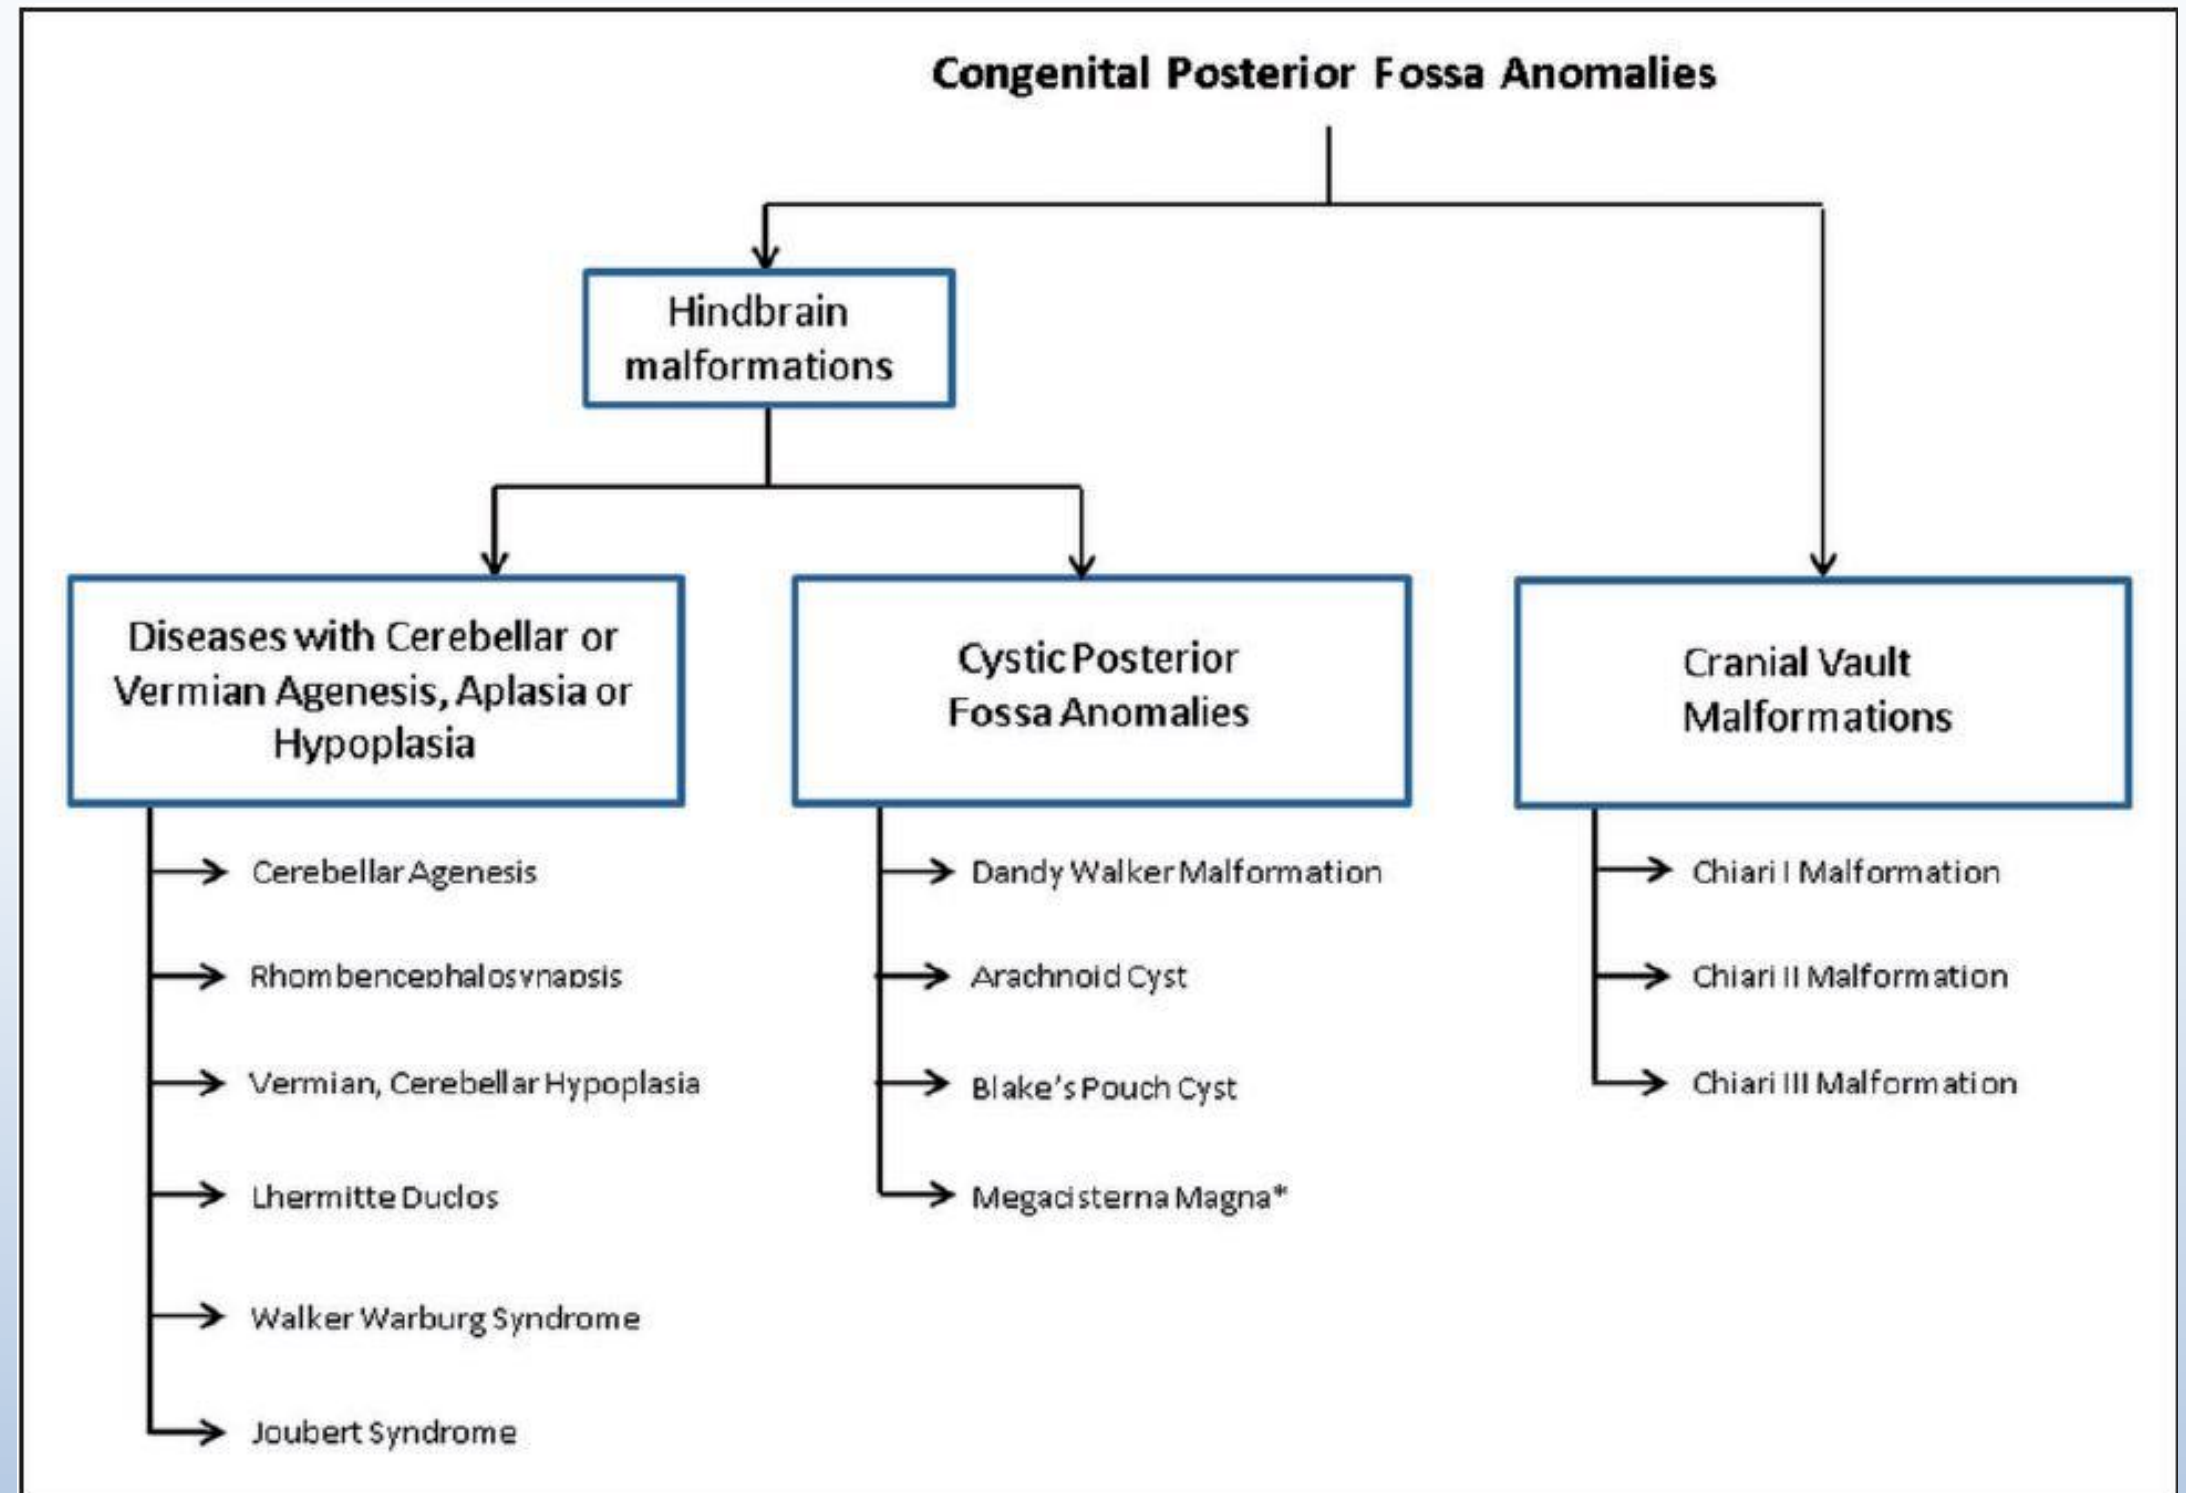 Congenital Posterior Fossa Anomalies
Hindbrain
malformations
Diseases with Cerebellar or
Vermian Agenesis, Aplasia or
Hypoplasia
Cerebellar Agenesis
Rhombencephalosynapsis
Vermian, Cerebellar Hypoplasia
Lhermitte Duclos
Walker Warburg Syndrome
Joubert Syndrome
Cystic Posterior
Fossa Anomalies
Dandy Walker Malformation
Arachnoid Cyst
Blake's Pouch Cyst
Megacisterna Magna*
Cranial Vault
Malformations
Chiari I Malformation
Chiari II Malformation
Chiari III Malformation